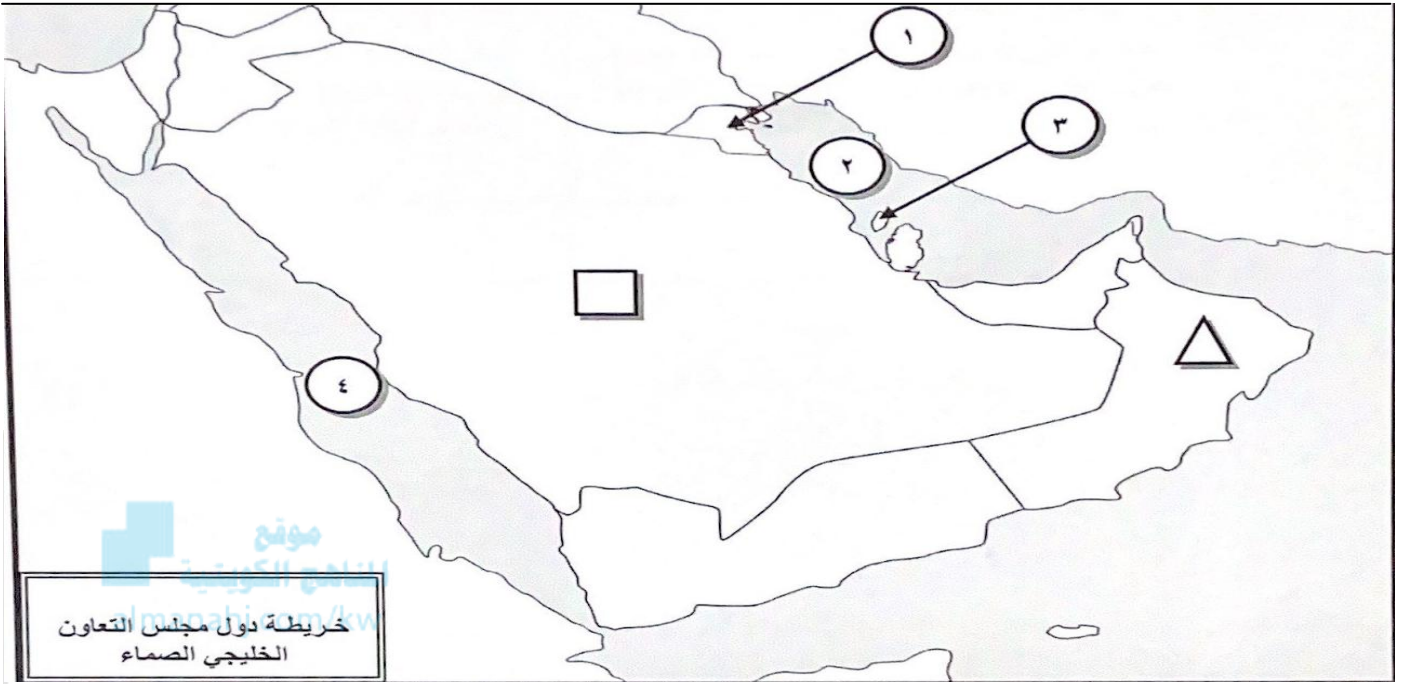 ١
٣
٢
٤
موقع
المناهج الكويتية
almanahj.com/kw
خريطة دول مجلس التعاون
الخليجي الصماء